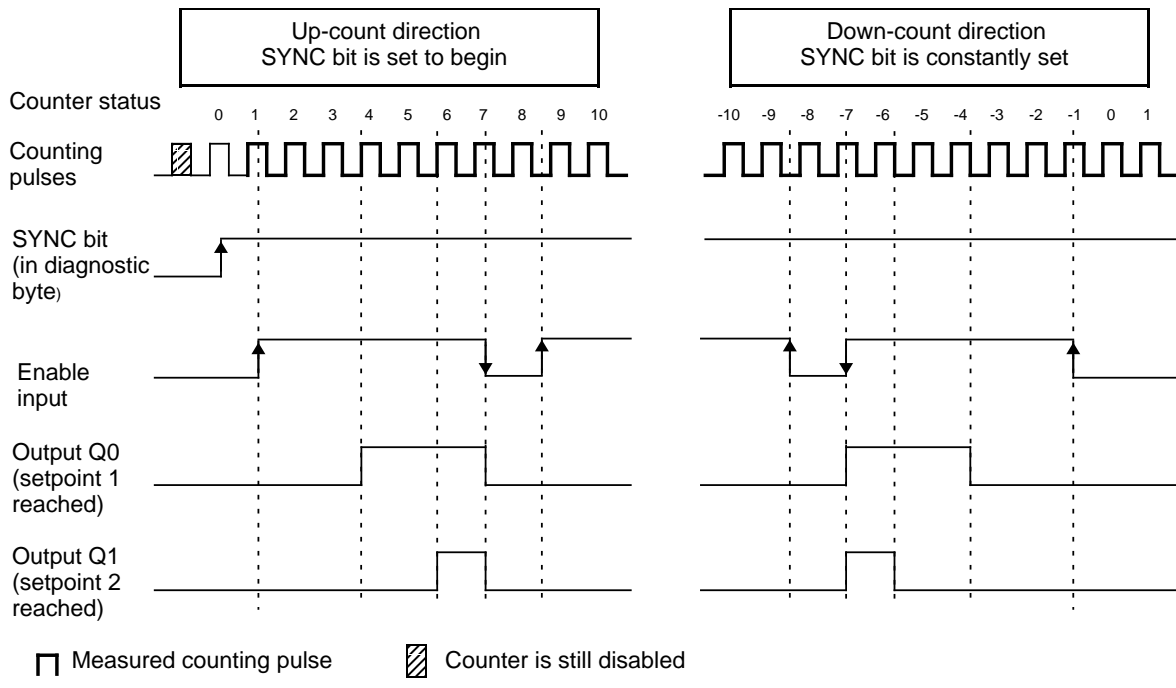 Up-count direction
SYNC bit is set to begin
Down-count direction
SYNC bit is constantly set
Counter status
0 1 2 3 4 5 6 7 8 9 10
-10 -9 -8 -7 -6 -5 -4 -3 -2 -1 0 1
Counting
pulses
SYNC bit
(in diagnostic
byte)
Enable
input
Output Q0
(setpoint 1
reached)
Output Q1
(setpoint 2
reached)
Measured counting pulse
Counter is still disabled